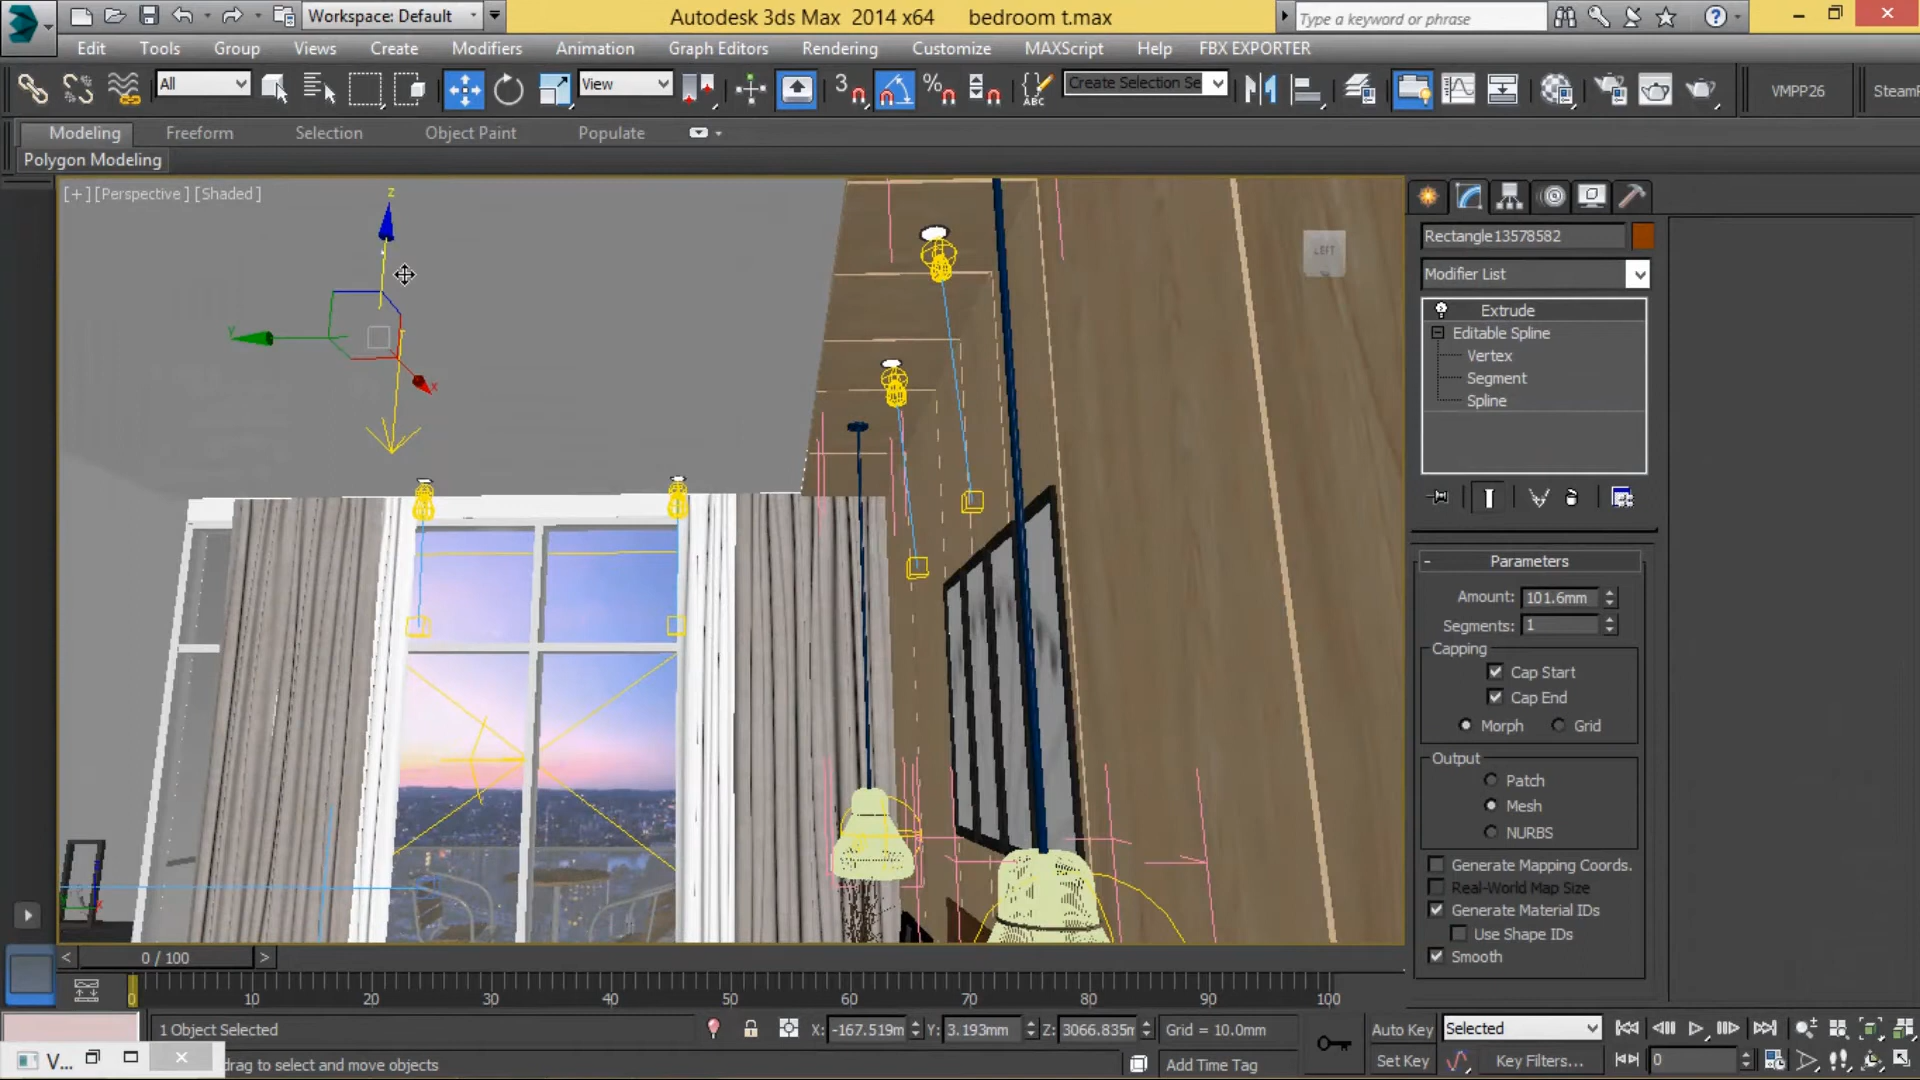 Workspace: Default
Autodesk 3ds Max 2014 x64 bedroom t.max
Type a keyword or phrase
Edit Tools Group Views Create Modifiers Animation Graph Editors Rendering Customize MAXScript Help FBX EXPORTER
All
View
3
%
ABC
Create Selection Se
VMPP26
Modeling Freeform Selection Object Paint Populate
Polygon Modeling
[+][Perspective][Shaded]
z
y
x
LEFT
Rectangle13578582
Modifier List
Extrude
Editable Spline
Vertex
Segment
Spline
- Parameters
Amount: 101.6mm
Segments: 1
Capping
Cap Start
Cap End
Morph Grid
Output
Patch
Mesh
NURBS
Generate Mapping Coords.
Real-World Map Size
Generate Material IDs
Use Shape IDs
Smooth
< 0 / 100 >
0 10 20 30 40 50 60 70 80 90 100
1 Object Selected X: -167.519m Y: 3.193mm Z: 3066.835m Grid = 10.0mm Auto Key Selected
V... drag to select and move objects Add Time Tag Set Key Key Filters... 0